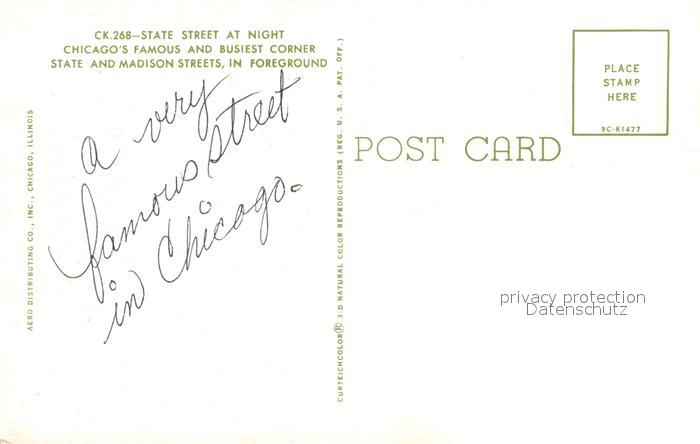 CK.268—STATE STREET AT NIGHT
CHICAGO'S FAMOUS AND BUSIEST CORNER
STATE AND MADISON STREETS, IN FOREGROUND
a very
famous street
in Chicago.
AERO DISTRIBUTING CO., INC., CHICAGO, ILLINOIS
CURTEICHCOLOR® 3-D NATURAL COLOR REPRODUCTIONS (REG. U. S. A. PAT. OFF.)
POST CARD
PLACE
STAMP
HERE
9C-K1477
privacy protection
Datenschutz